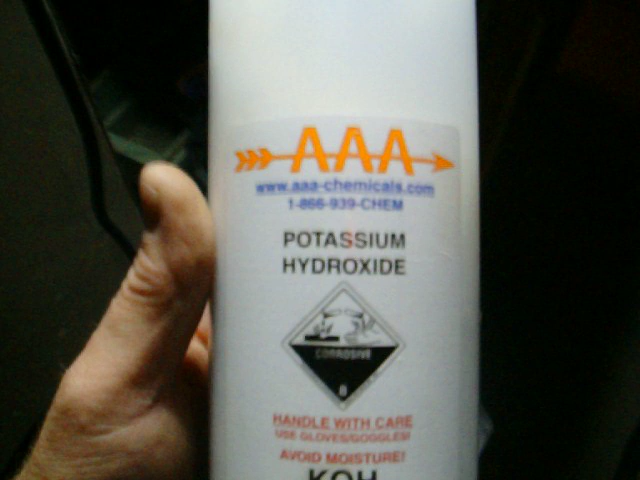 AAA
www.aaa-chemicals.com
1-866-939-CHEM
POTASSIUM
HYDROXIDE
CORROSIVE
8
HANDLE WITH CARE
USE GLOVES/GOGGLES!
AVOID MOISTURE!
KOH